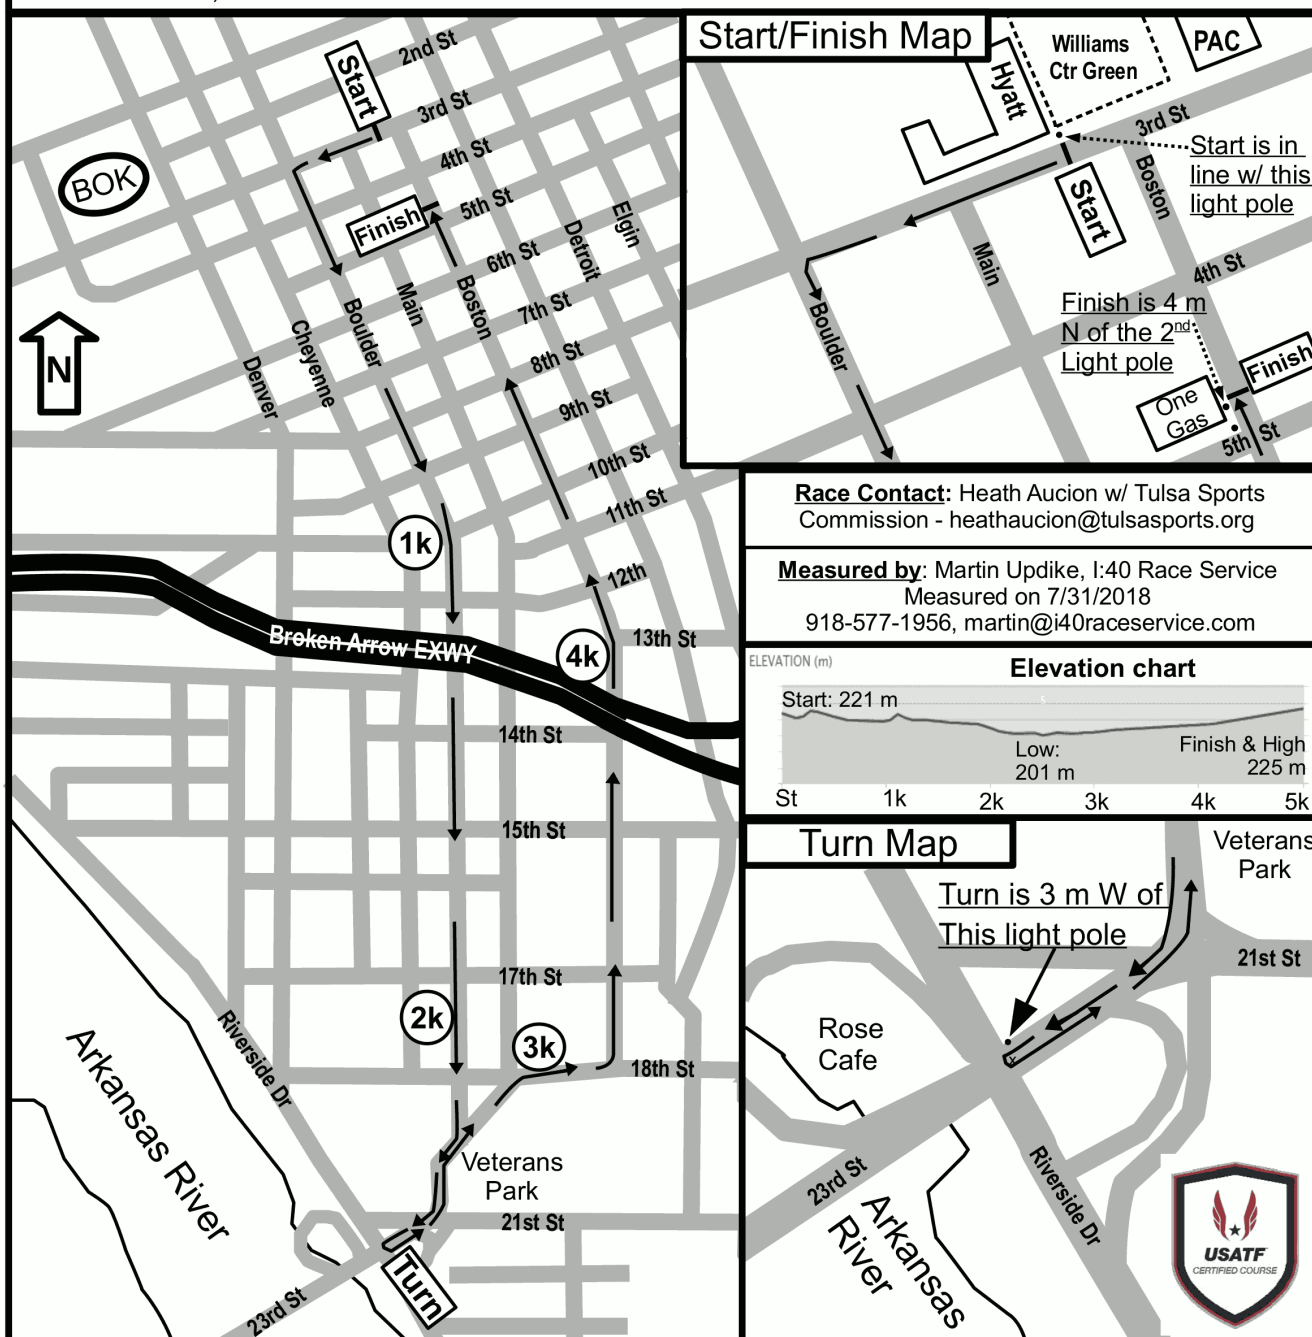 2nd St
Start
3rd St
4th St
BOK
5th St
Finish
Elgin
Detroit
6th St
Boston
Main
7th St
Boulder
Cheyenne
8th St
N
Denver
9th St
10th St
11th St
1k
12th
13th St
Broken Arrow EXWY
4k
14th St
15th St
17th St
2k
3k
18th St
Riverside Dr
Arkansas River
Veterans
Park
21st St
Turn
23rd St
Start/Finish Map
Williams
Ctr Green
PAC
Hyatt
3rd St
Start is in
line w/ this
light pole
Boston
Start
Main
4th St
Finish is 4 m
N of the 2nd
Light pole
Boulder
Finish
One
Gas
5th St
Race Contact: Heath Aucion w/ Tulsa Sports
Commission - heathaucion@tulsasports.org
Measured by: Martin Updike, I:40 Race Service
Measured on 7/31/2018
918-577-1956, martin@i40raceservice.com
ELEVATION (m)
Elevation chart
Start: 221 m
5
Low:
201 m
Finish & High
225 m
St 1k 2k 3k 4k 5k
Turn Map
Veterans
Park
Turn is 3 m W of
This light pole
21st St
Rose
Cafe
x
23rd St
Riverside Dr
Arkansas
River
USATF
CERTIFIED COURSE